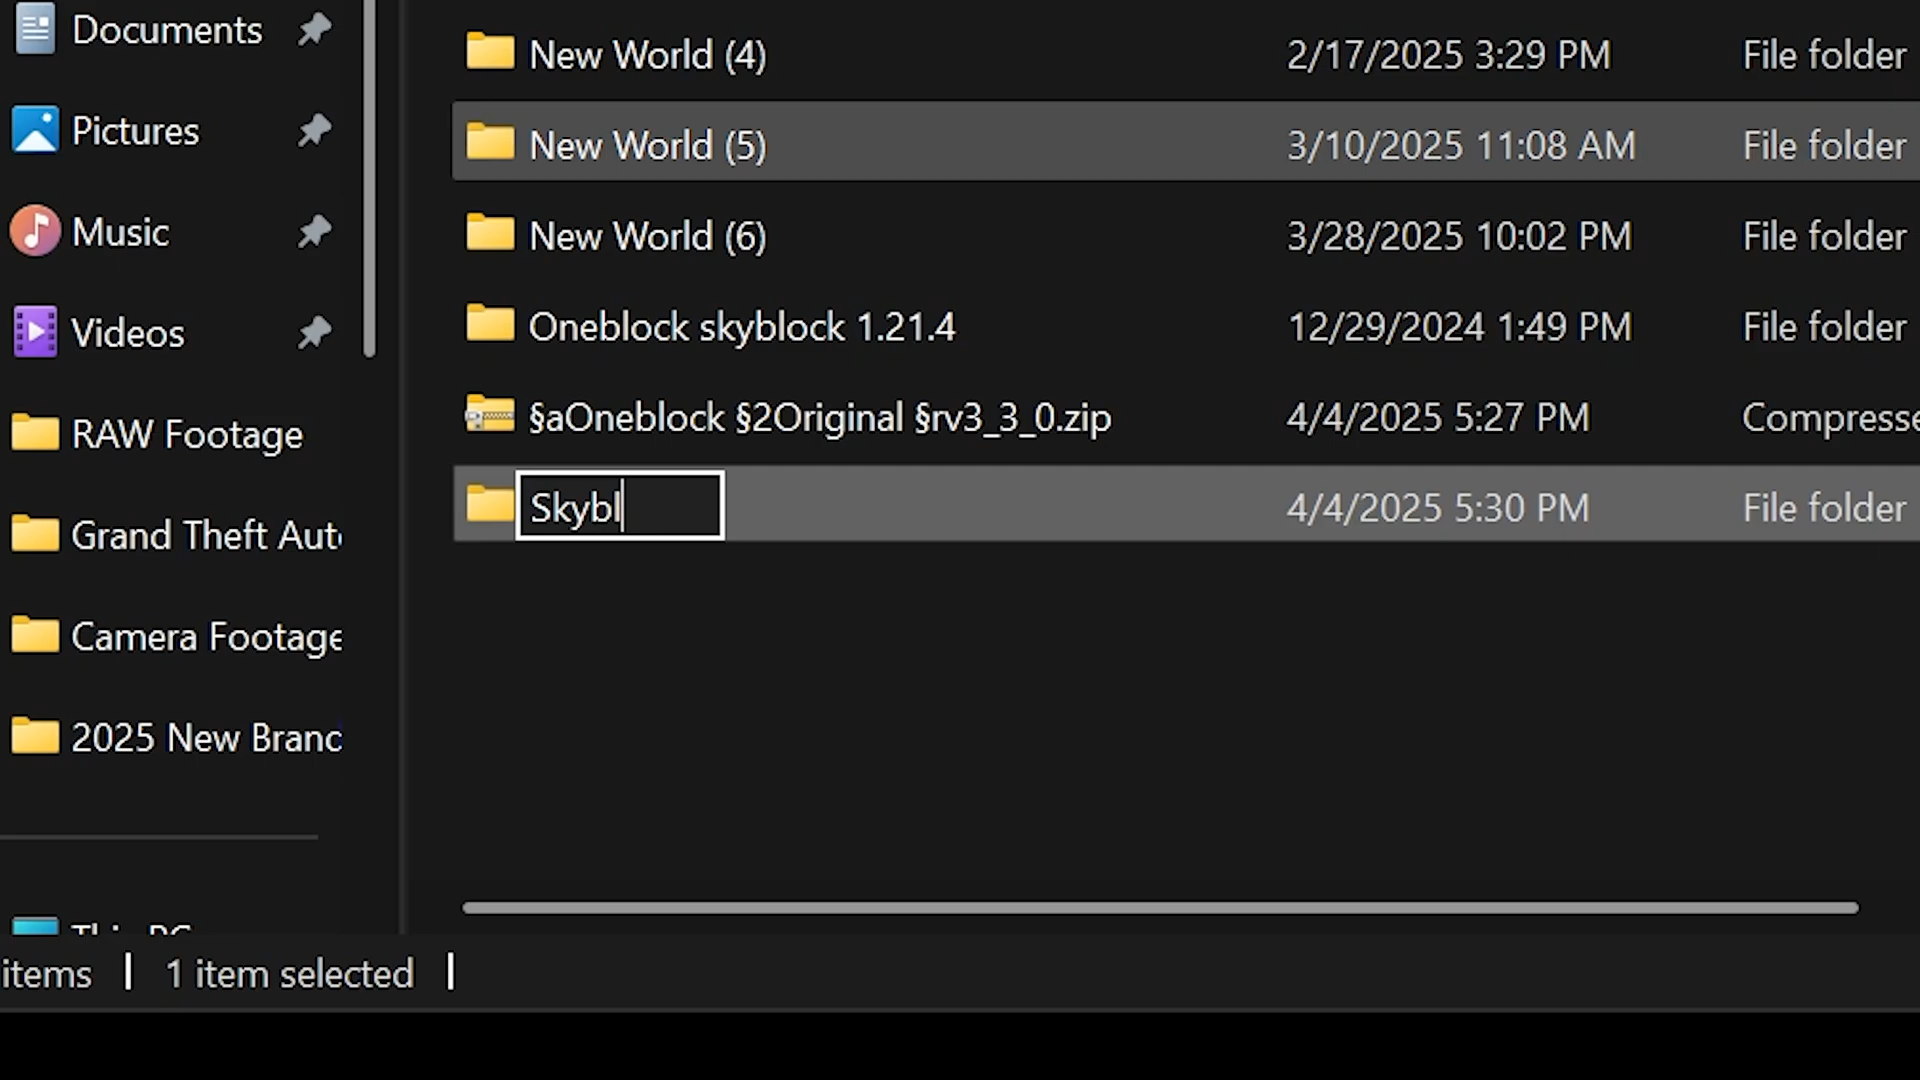 Documents
Pictures
Music
Videos
RAW Footage
Grand Theft Aut
Camera Footage
2025 New Branc
This PC
New World (4) 2/17/2025 3:29 PM File folder
New World (5) 3/10/2025 11:08 AM File folder
New World (6) 3/28/2025 10:02 PM File folder
Oneblock skyblock 1.21.4 12/29/2024 1:49 PM File folder
§aOneblock §2Original §rv3_3_0.zip 4/4/2025 5:27 PM Compresse
Skybl 4/4/2025 5:30 PM File folder
items | 1 item selected |